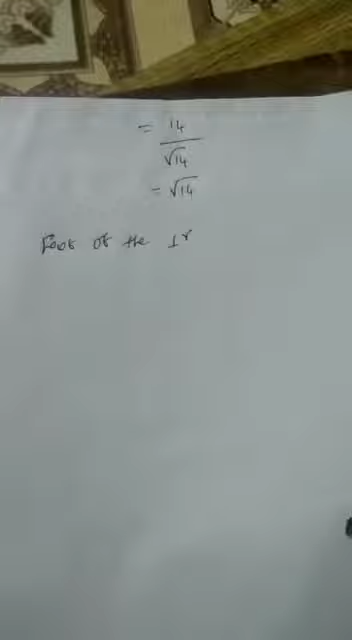 = 14/√14
= √14
Foot of the ⊥r